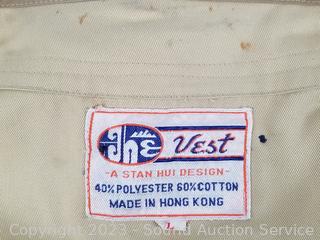 the Vest
-A STAN HUI DESIGN-
40% POLYESTER 60% COTTON
MADE IN HONG KONG
L
Copyright 2023 - Sound Auction Service